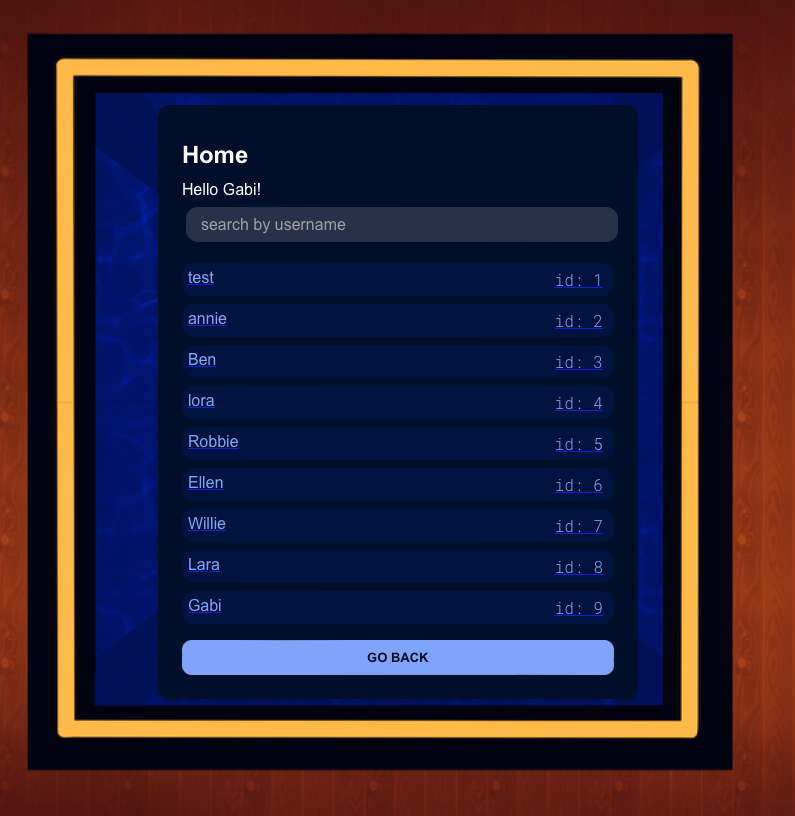 Home
Hello Gabi!
search by username
test id: 1
annie id: 2
Ben id: 3
lora id: 4
Robbie id: 5
Ellen id: 6
Willie id: 7
Lara id: 8
Gabi id: 9
GO BACK